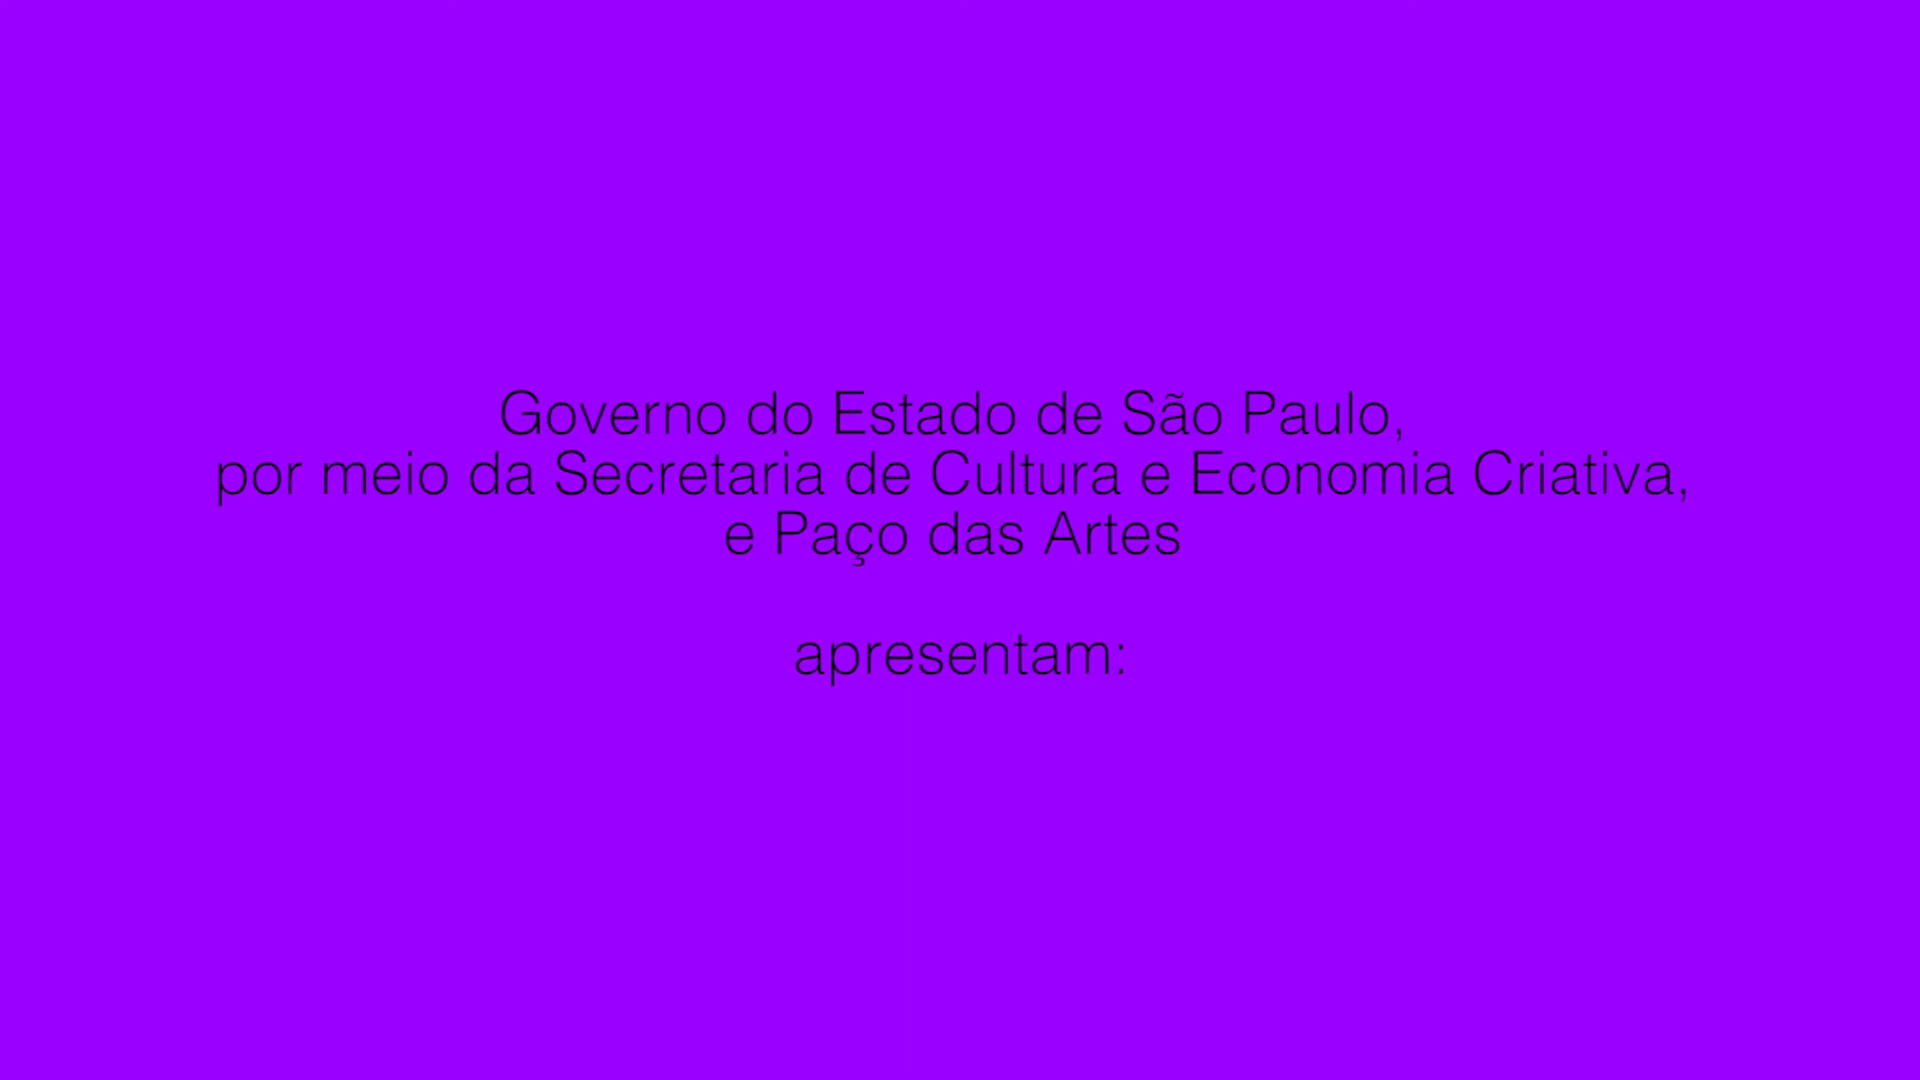 Governo do Estado de São Paulo,
por meio da Secretaria de Cultura e Economia Criativa,
e Paço das Artes
apresentam: